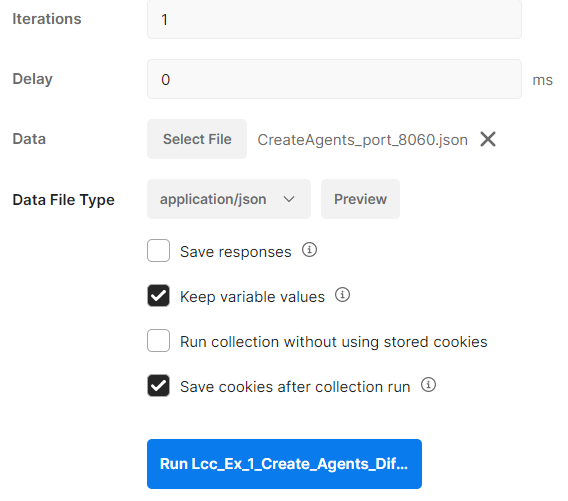 Iterations 1
Delay 0 ms
Data Select File CreateAgents_port_8060.json
Data File Type application/json Preview
Save responses
Keep variable values
Run collection without using stored cookies
Save cookies after collection run
Run Lcc_Ex_1_Create_Agents_Dif...